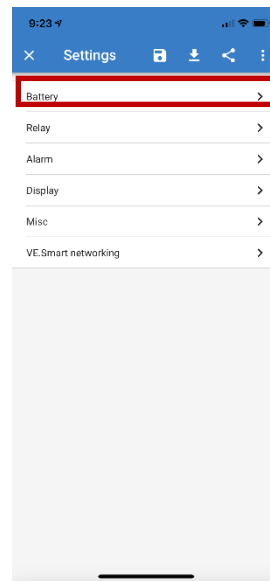 9:23
Settings
Battery
Relay
Alarm
Display
Misc
VE.Smart networking